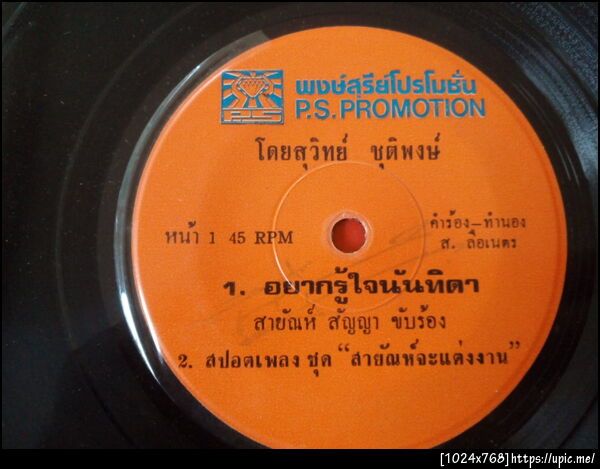 พงษ์สุรีย์โปรโมชั่น
P.S. PROMOTION
P.S
โดยสุวิทย์ ชุติพงษ์
หน้า 1 45 RPM
คำร้อง-ทำนอง
ส. ลือเนตร
1. อยากรู้ใจนันทิดา
สายัณห์ สัญญา ขับร้อง
2. สปอตเพลง ชุด "สายัณห์จะแต่งงาน"
[1024x768]https://upic.me/